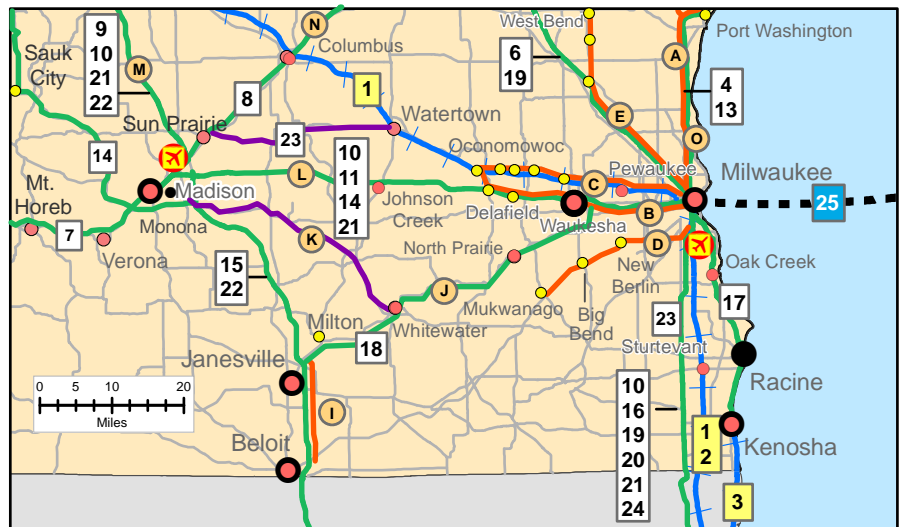 West Bend
Port Washington
N
9
10
21
22
M
Columbus
Sauk
City
6
19
A
4
13
8
1
Watertown
E
O
Sun Prairie
23
Oconomowoc
14
L
10
11
14
21
Pewaukee
Milwaukee
C
Mt.
Horeb
Madison
Johnson
Creek
Delafield
Waukesha
B
25
7
Monona
Verona
K
North Prairie
D
New
Berlin
Oak Creek
15
22
J
Mukwonago
Big
Bend
17
Milton
Whitewater
18
23
Sturtevant
Janesville
Racine
0 5 10 20
Miles
I
10
16
19
20
21
24
1
2
Beloit
Kenosha
3